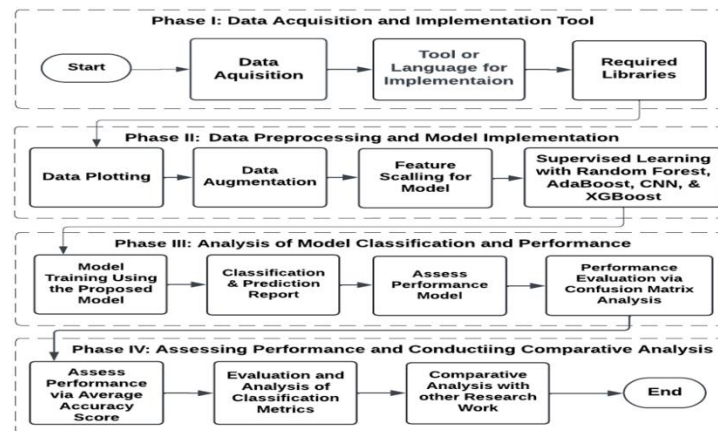 Phase I: Data Acquisition and Implementation Tool
Start
Data
Aquisition
Tool or
Language for
Implementaion
Required
Libraries
Phase II: Data Preprocessing and Model Implementation
Data Plotting
Data
Augmentation
Feature
Scalling for
Model
Supervised Learning
with Random Forest,
AdaBoost, CNN, &
XGBoost
Phase III: Analysis of Model Classification and Performance
Model
Training Using
the Proposed
Model
Classification
& Prediction
Report
Assess
Performance
Model
Performance
Evaluation via
Confusion Matrix
Analysis
Phase IV: Assessing Performance and Conductiing Comparative Analysis
Assess
Performance
via Average
Accuracy
Score
Evaluation and
Analysis of
Classification
Metrics
Comparative
Analysis with
other Research
Work
End